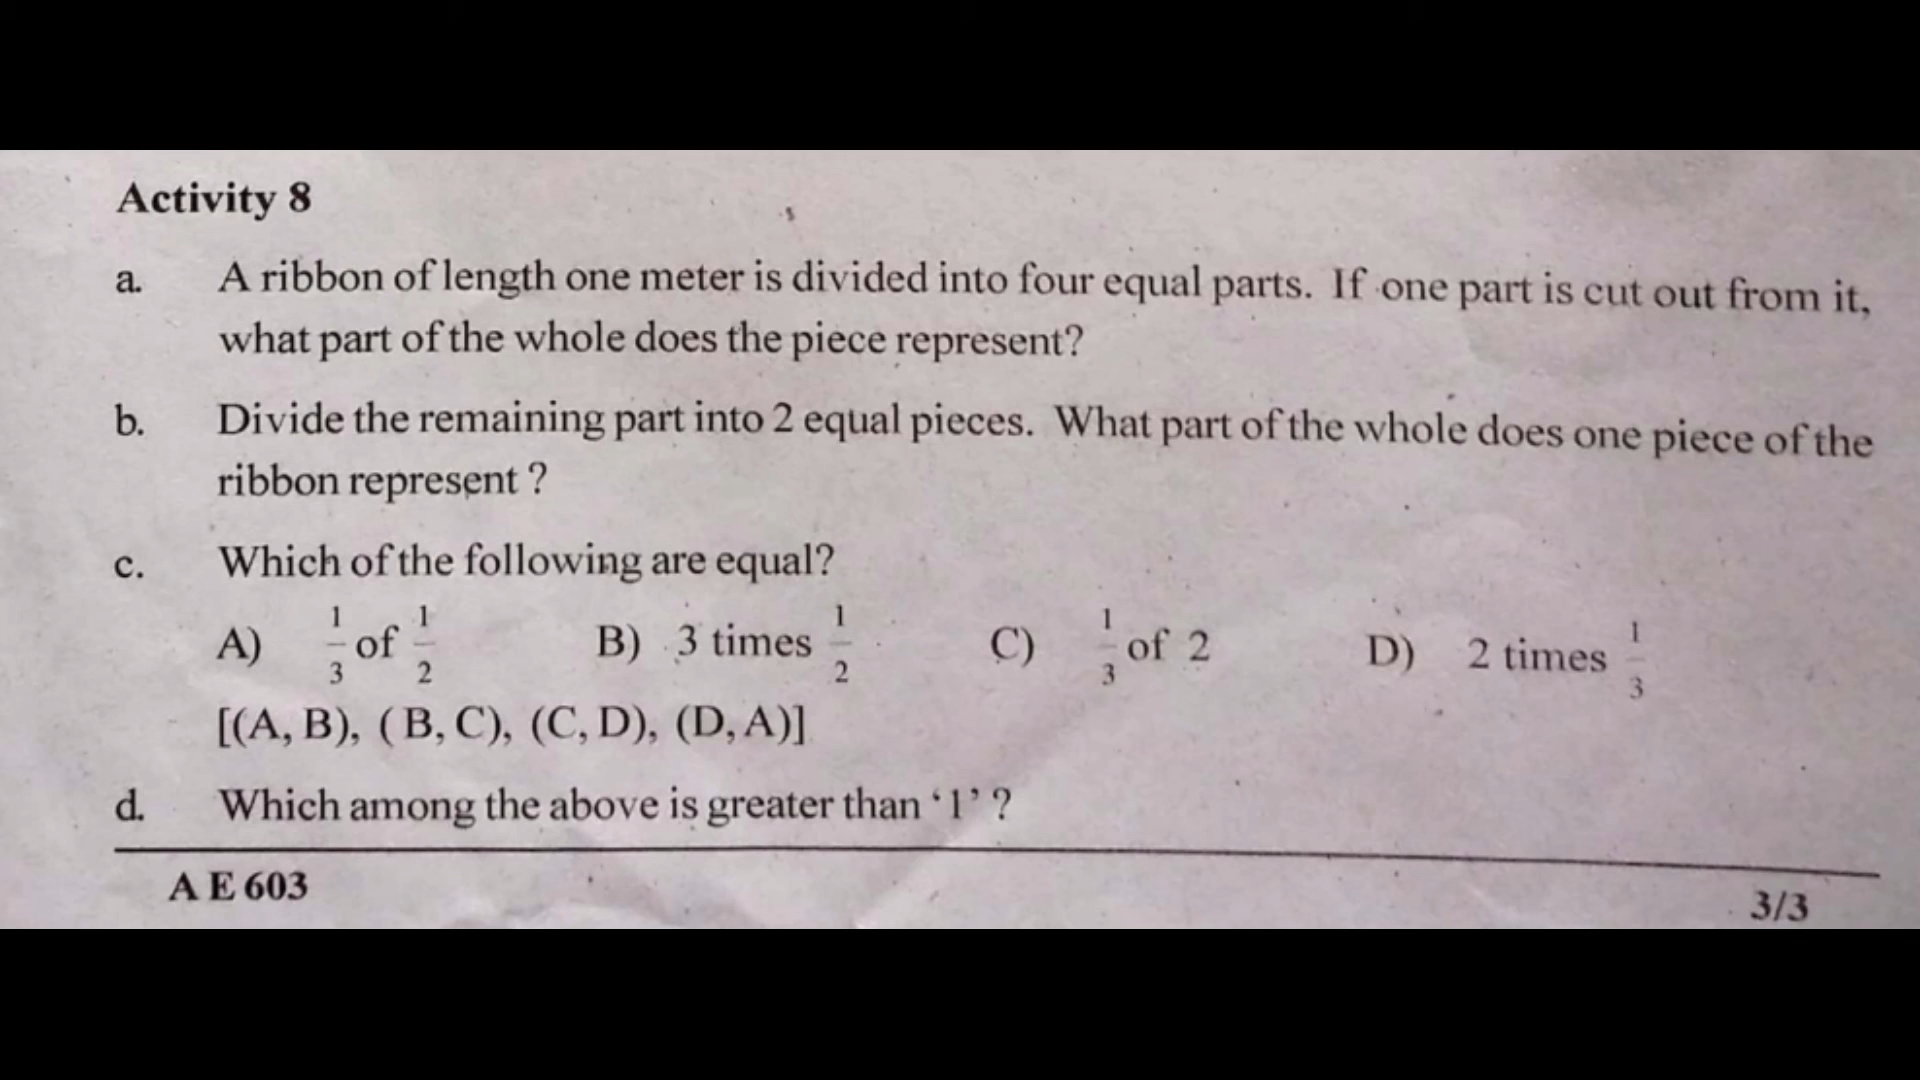 Activity 8
a. A ribbon of length one meter is divided into four equal parts. If one part is cut out from it,
what part of the whole does the piece represent?
b. Divide the remaining part into 2 equal pieces. What part of the whole does one piece of the
ribbon represent ?
c. Which of the following are equal?
A) 1/3 of 1/2 B) 3 times 1/2 C) 1/3 of 2 D) 2 times 1/3
[(A, B), ( B, C), (C, D), (D, A)]
d. Which among the above is greater than ‘1’ ?
A E 603 3/3